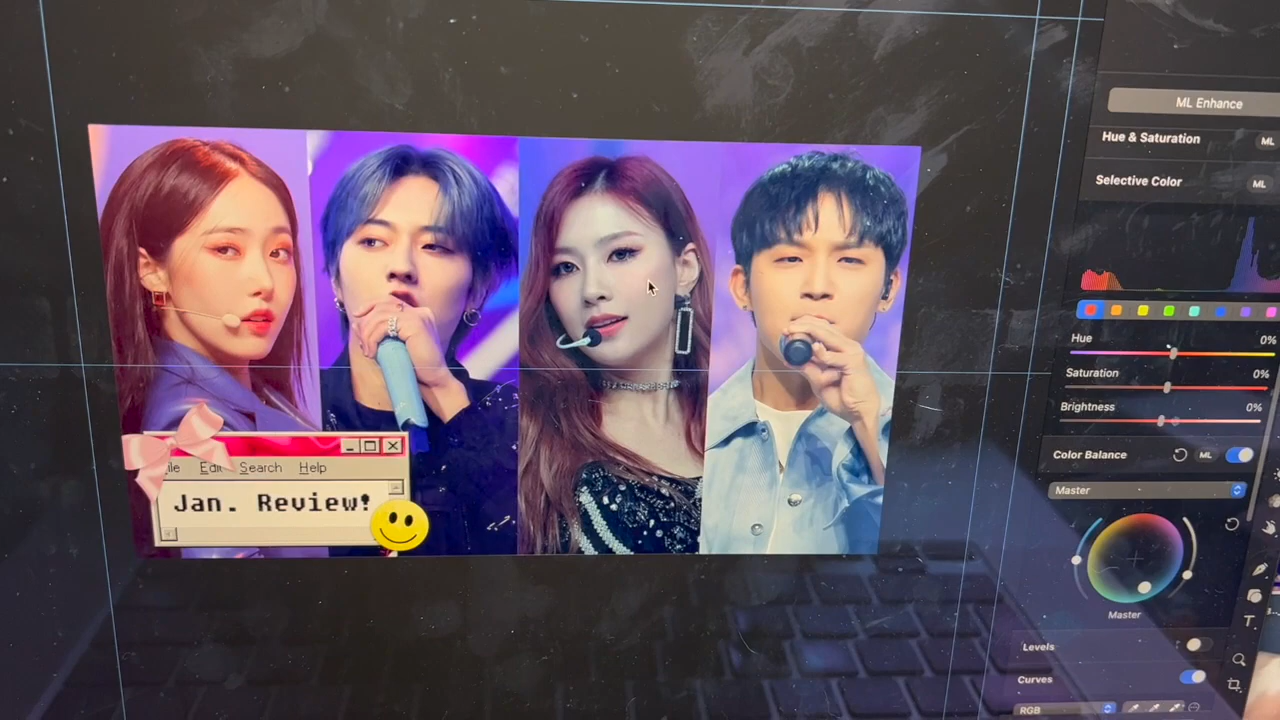 ML Enhance
Hue & Saturation ML
Selective Color ML
Hue 0%
Saturation 0%
Brightness 0%
Color Balance ML
Master
Master
Levels
Curves
RGB
Edit Search Help
Jan. Review!